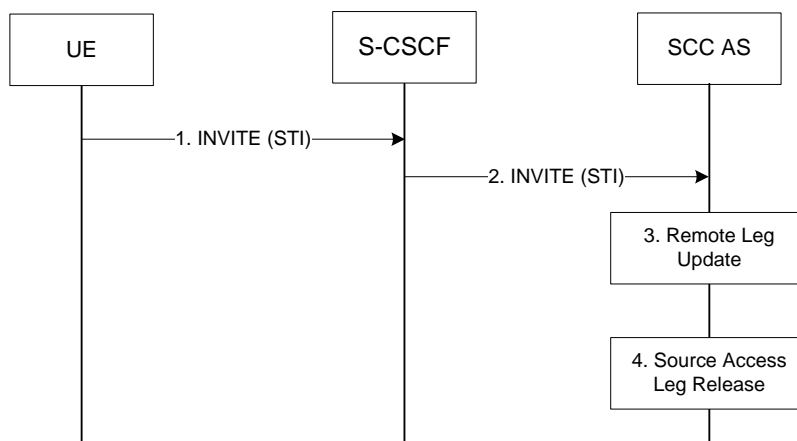 UE
S-CSCF
SCC AS
1. INVITE (STI)
2. INVITE (STI)
3. Remote Leg
Update
4. Source Access
Leg Release